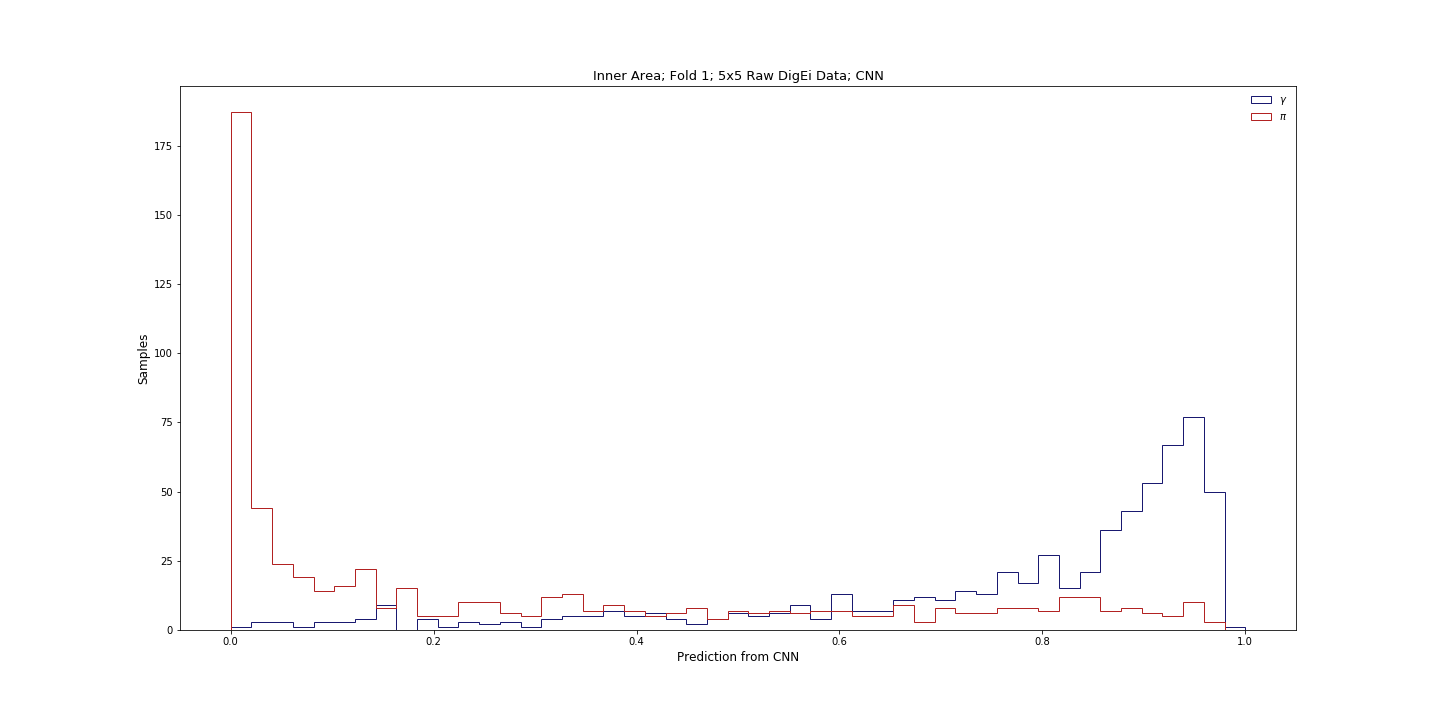 Inner Area; Fold 1; 5x5 Raw DigEi Data; CNN
γ
π
Samples
175
150
125
100
75
50
25
0
0.0 0.2 0.4 0.6 0.8 1.0
Prediction from CNN